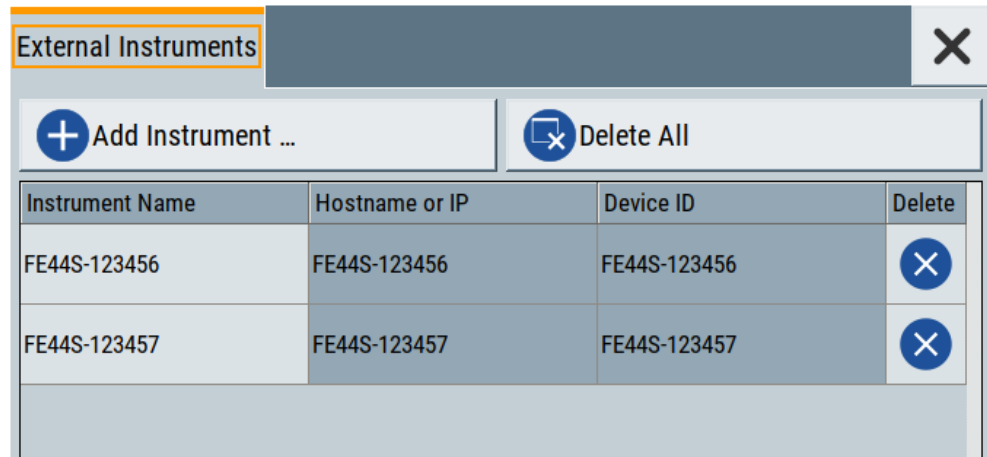 External Instruments
Add Instrument ... Delete All
Instrument Name Hostname or IP Device ID Delete
FE44S-123456 FE44S-123456 FE44S-123456
FE44S-123457 FE44S-123457 FE44S-123457